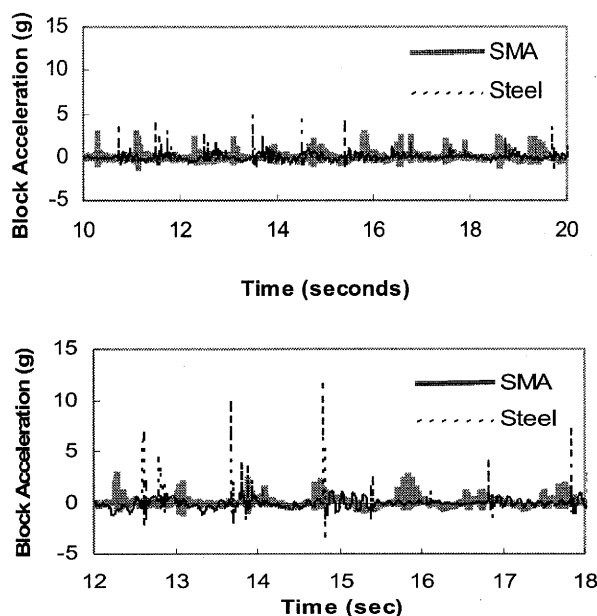 15
10
5
0
-5
Block Acceleration (g)
SMA
Steel
10 12 14 16 18 20
Time (seconds)
15
10
5
0
-5
Block Acceleration (g)
SMA
Steel
12 13 14 15 16 17 18
Time (sec)